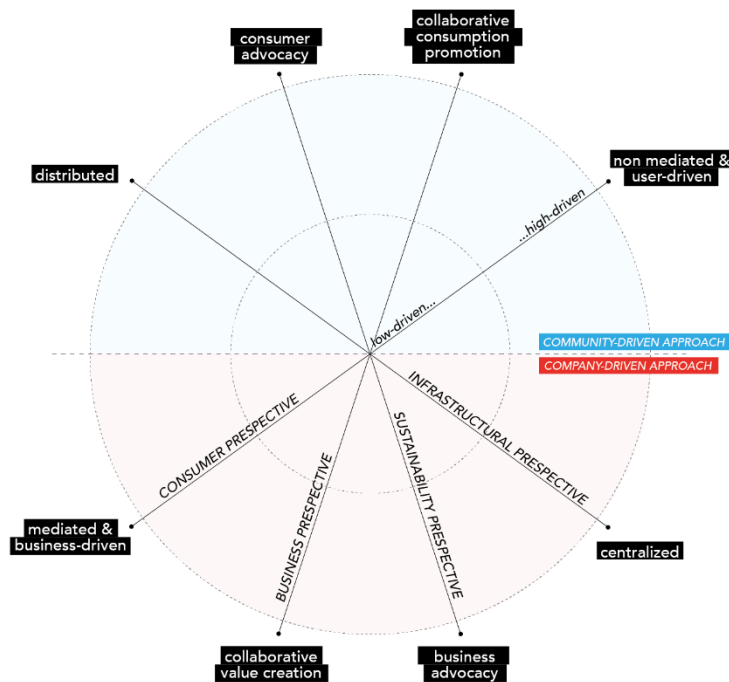 consumer
advocacy
collaborative
consumption
promotion
distributed
non mediated &
user-driven
...high-driven
low-driven...
COMMUNITY-DRIVEN APPROACH
COMPANY-DRIVEN APPROACH
CONSUMER PRESPECTIVE
BUSINESS PRESPECTIVE
SUSTAINABILITY PRESPECTIVE
INFRASTRUCTURAL PRESPECTIVE
mediated &
business-driven
centralized
collaborative
value creation
business
advocacy